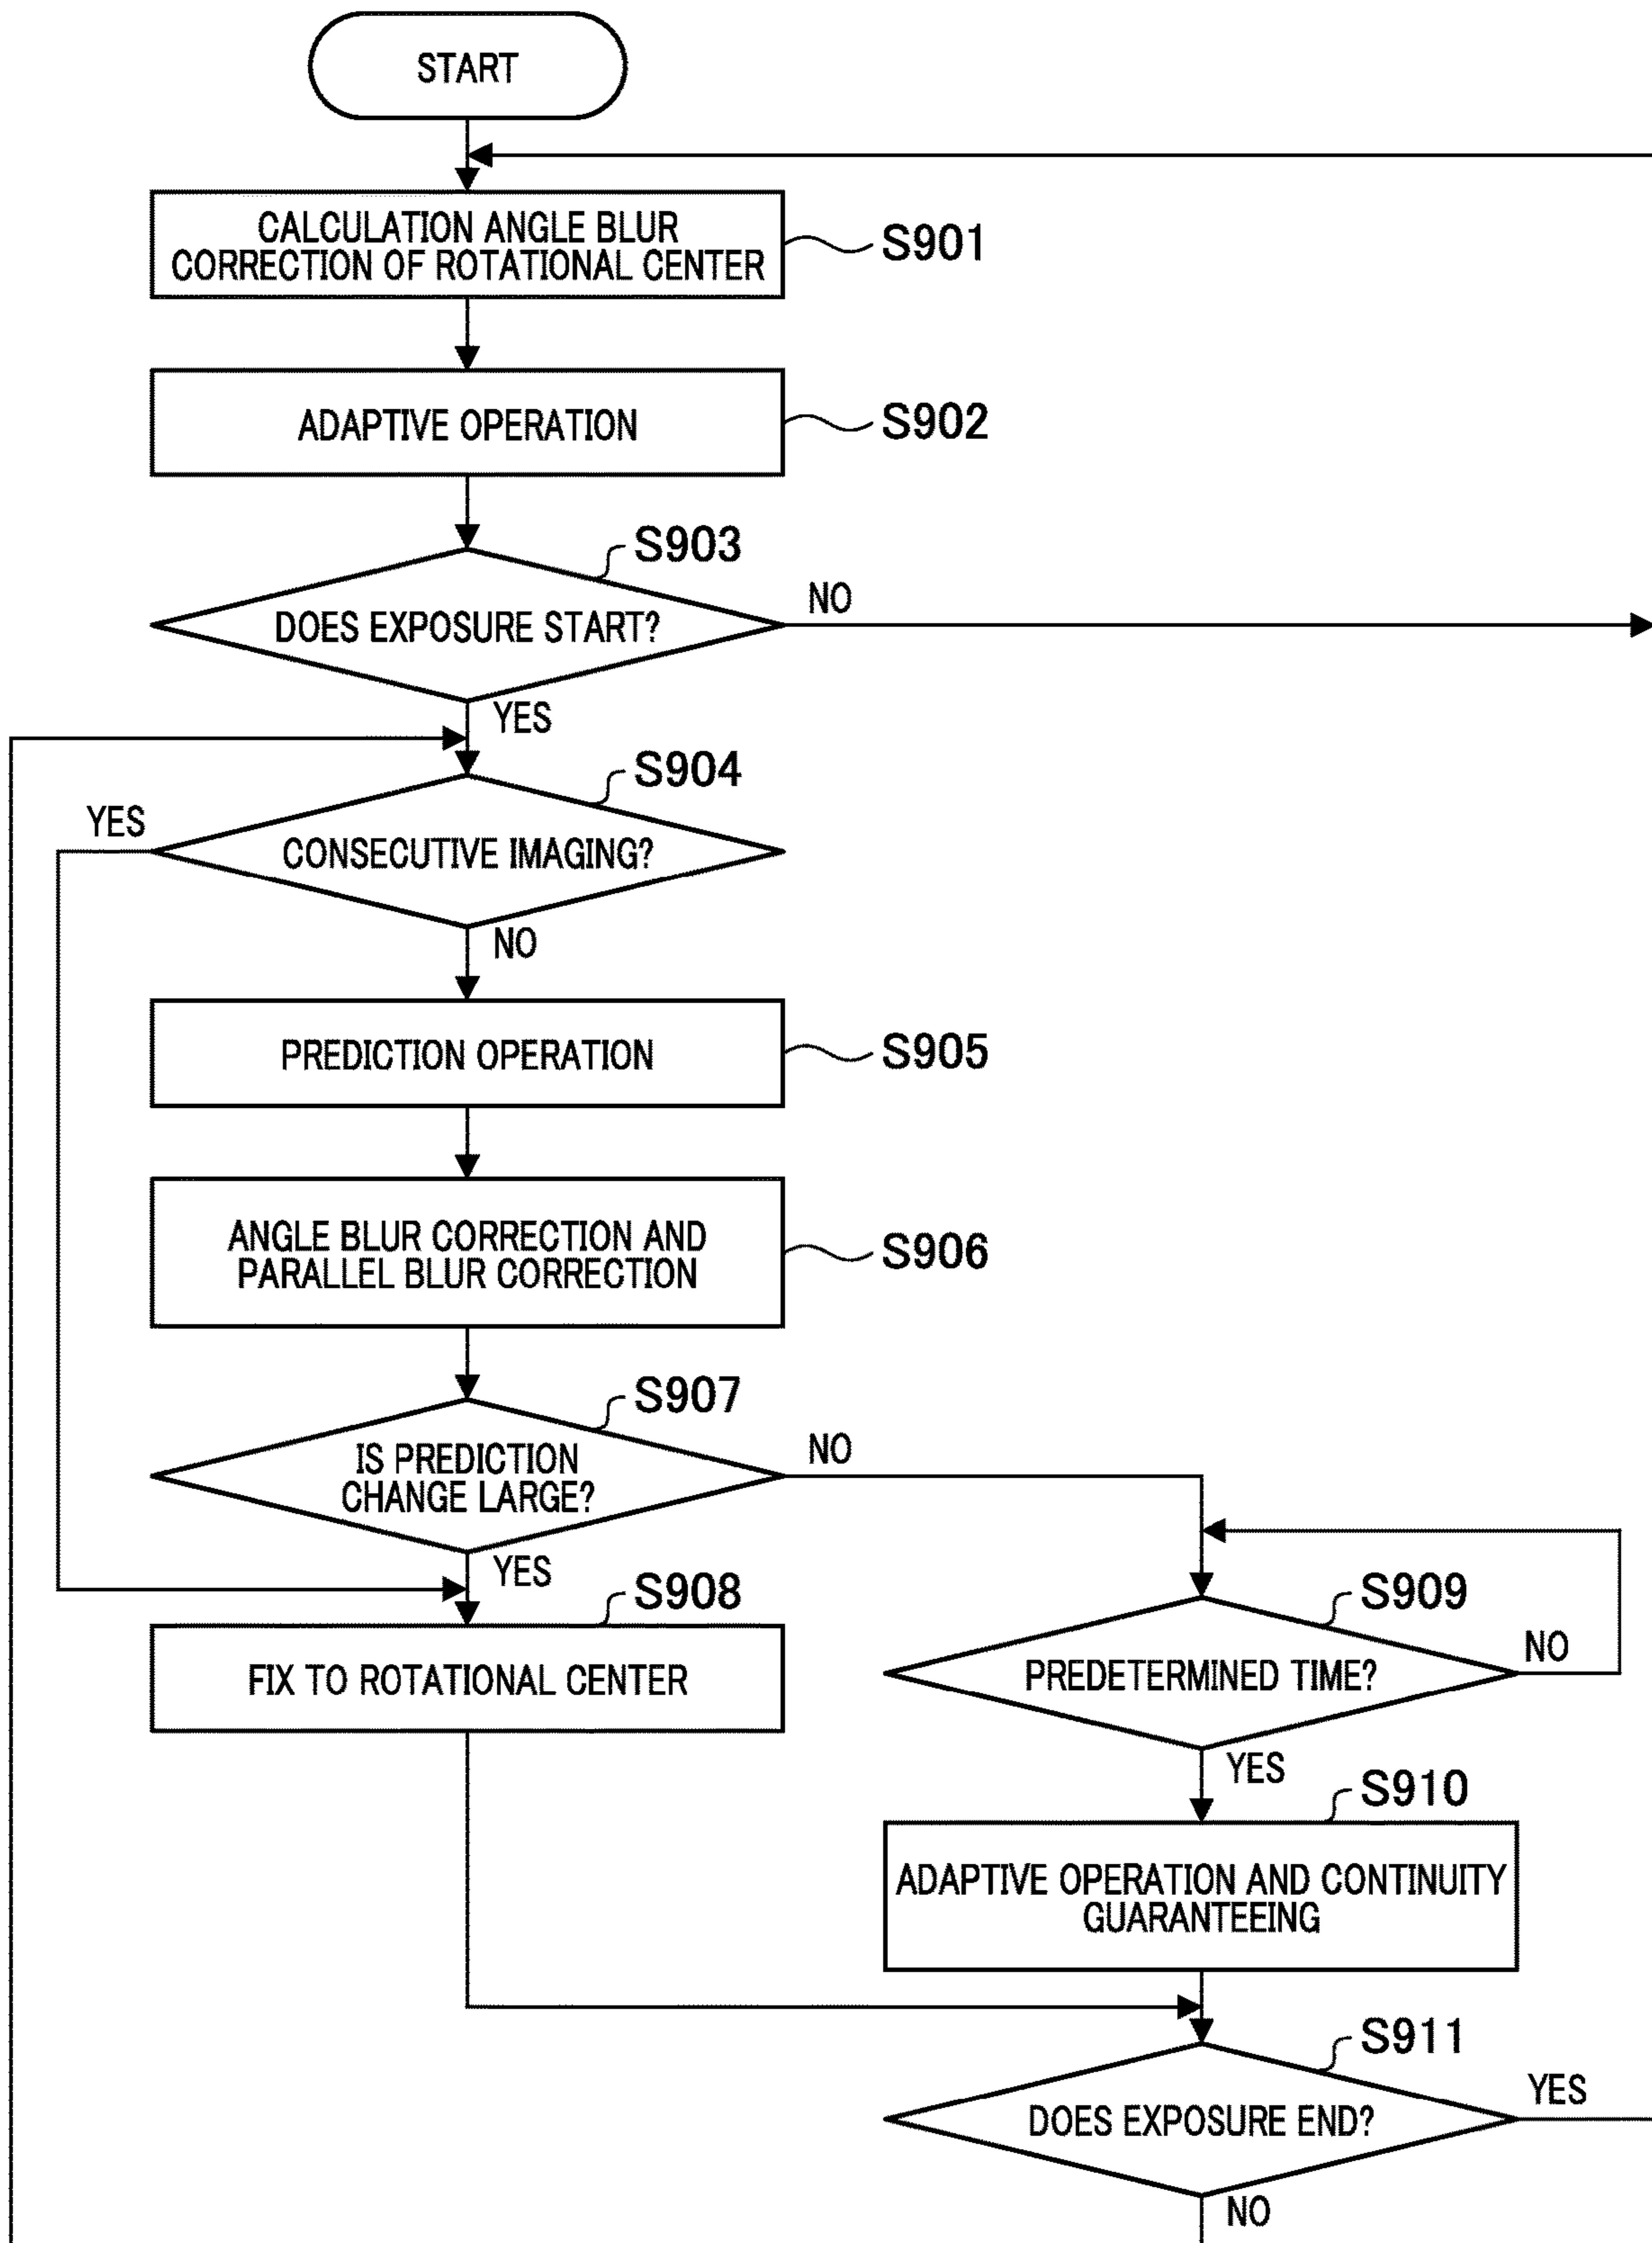 START
CALCULATION ANGLE BLUR
CORRECTION OF ROTATIONAL CENTER
S901
ADAPTIVE OPERATION
S902
S903
DOES EXPOSURE START?
NO
YES
S904
YES
CONSECUTIVE IMAGING?
NO
PREDICTION OPERATION
S905
ANGLE BLUR CORRECTION AND
PARALLEL BLUR CORRECTION
S906
S907
IS PREDICTION
CHANGE LARGE?
NO
YES
S908
FIX TO ROTATIONAL CENTER
S909
PREDETERMINED TIME?
NO
YES
S910
ADAPTIVE OPERATION AND CONTINUITY
GUARANTEEING
S911
DOES EXPOSURE END?
YES
NO